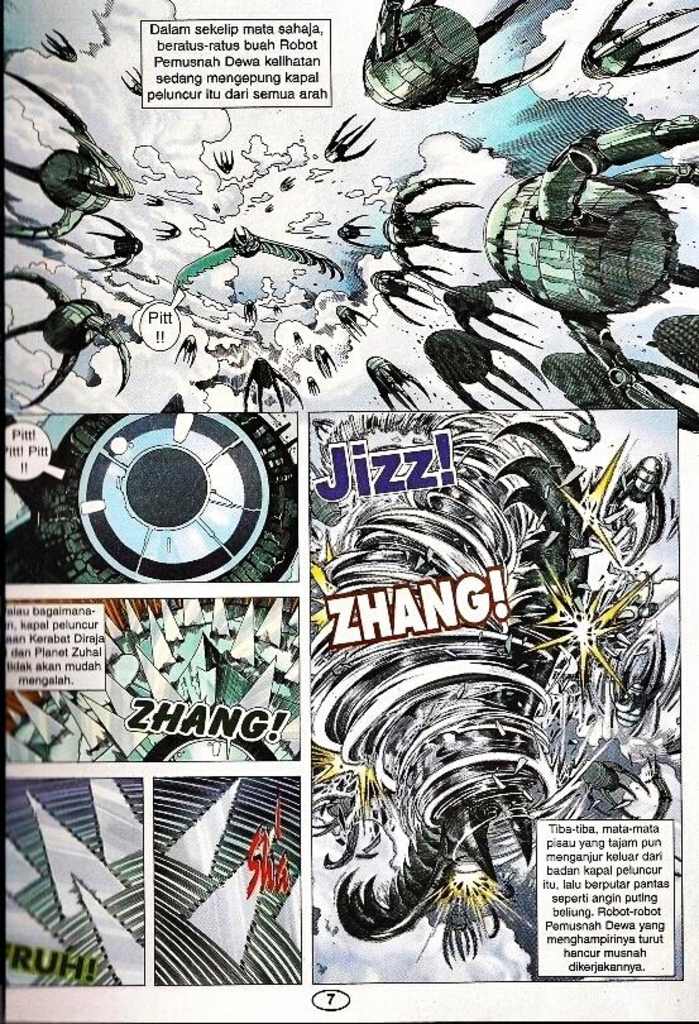 Dalam sekelip mata sahaja,
beratus-ratus buah Robot
Pemusnah Dewa kelihatan
sedang mengepung kapal
peluncur itu dari semua arah
Pitt
!!
Pitt!
Pitt! Pitt
!!
Jizz!
ZHANG!
bagaimana-
kapal peluncur
Kerabat Diraja
dan Planet Zuhal
tidak akan mudah
mengalah.
ZHANG!
RUH!
Sha
Tiba-tiba, mata-mata
pisau yang tajam pun
menganjur keluar dari
badan kapal peluncur
itu, lalu berputar pantas
seperti angin puting
beliung. Robot-robot
Pemusnah Dewa yang
menghampirinya turut
hancur musnah
dikerjakannya.
7